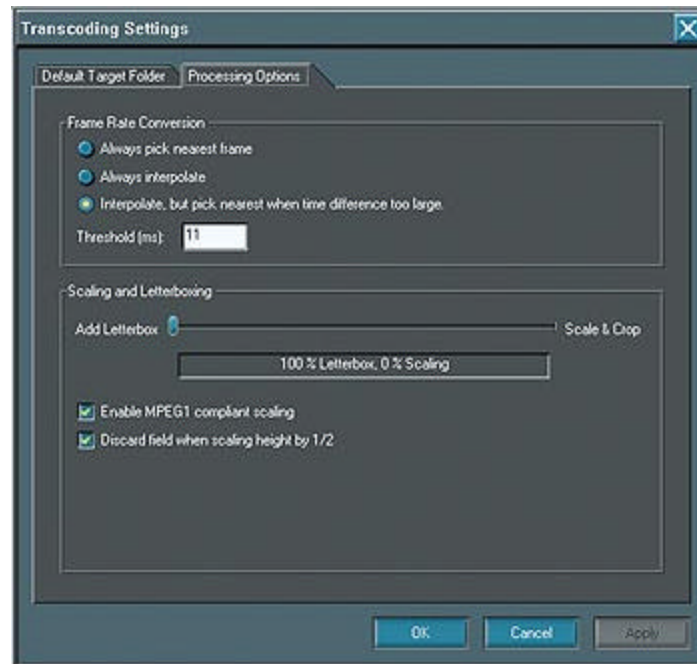 Transcoding Settings
Default Target Folder
Processing Options
Frame Rate Conversion
Always pick nearest frame
Always interpolate
Interpolate, but pick nearest when time difference too large.
Threshold (ms):
11
Scaling and Letterboxing
Add Letterbox
Scale & Crop
100 % Letterbox, 0 % Scaling
Enable MPEG1 compliant scaling
Discard field when scaling height by 1/2
OK
Cancel
Apply